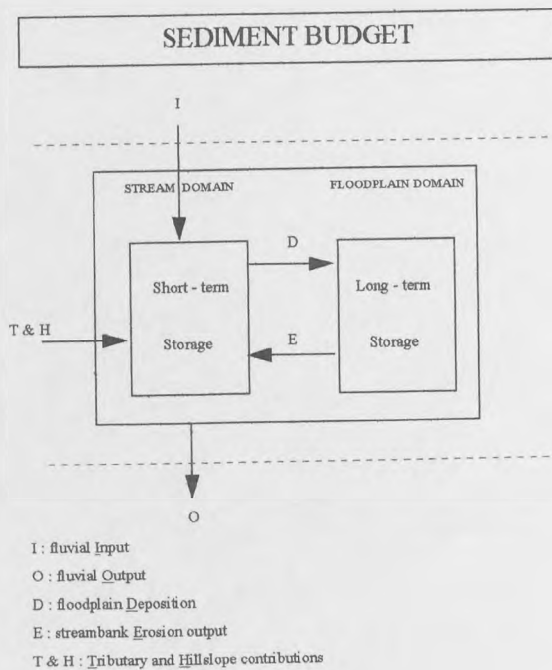 SEDIMENT BUDGET
I
STREAM DOMAIN
FLOODPLAIN DOMAIN
D
Short - term
Storage
Long - term
Storage
T & H
E
O
I : fluvial Input
O : fluvial Output
D : floodplain Deposition
E : streambank Erosion output
T & H : Tributary and Hillslope contributions